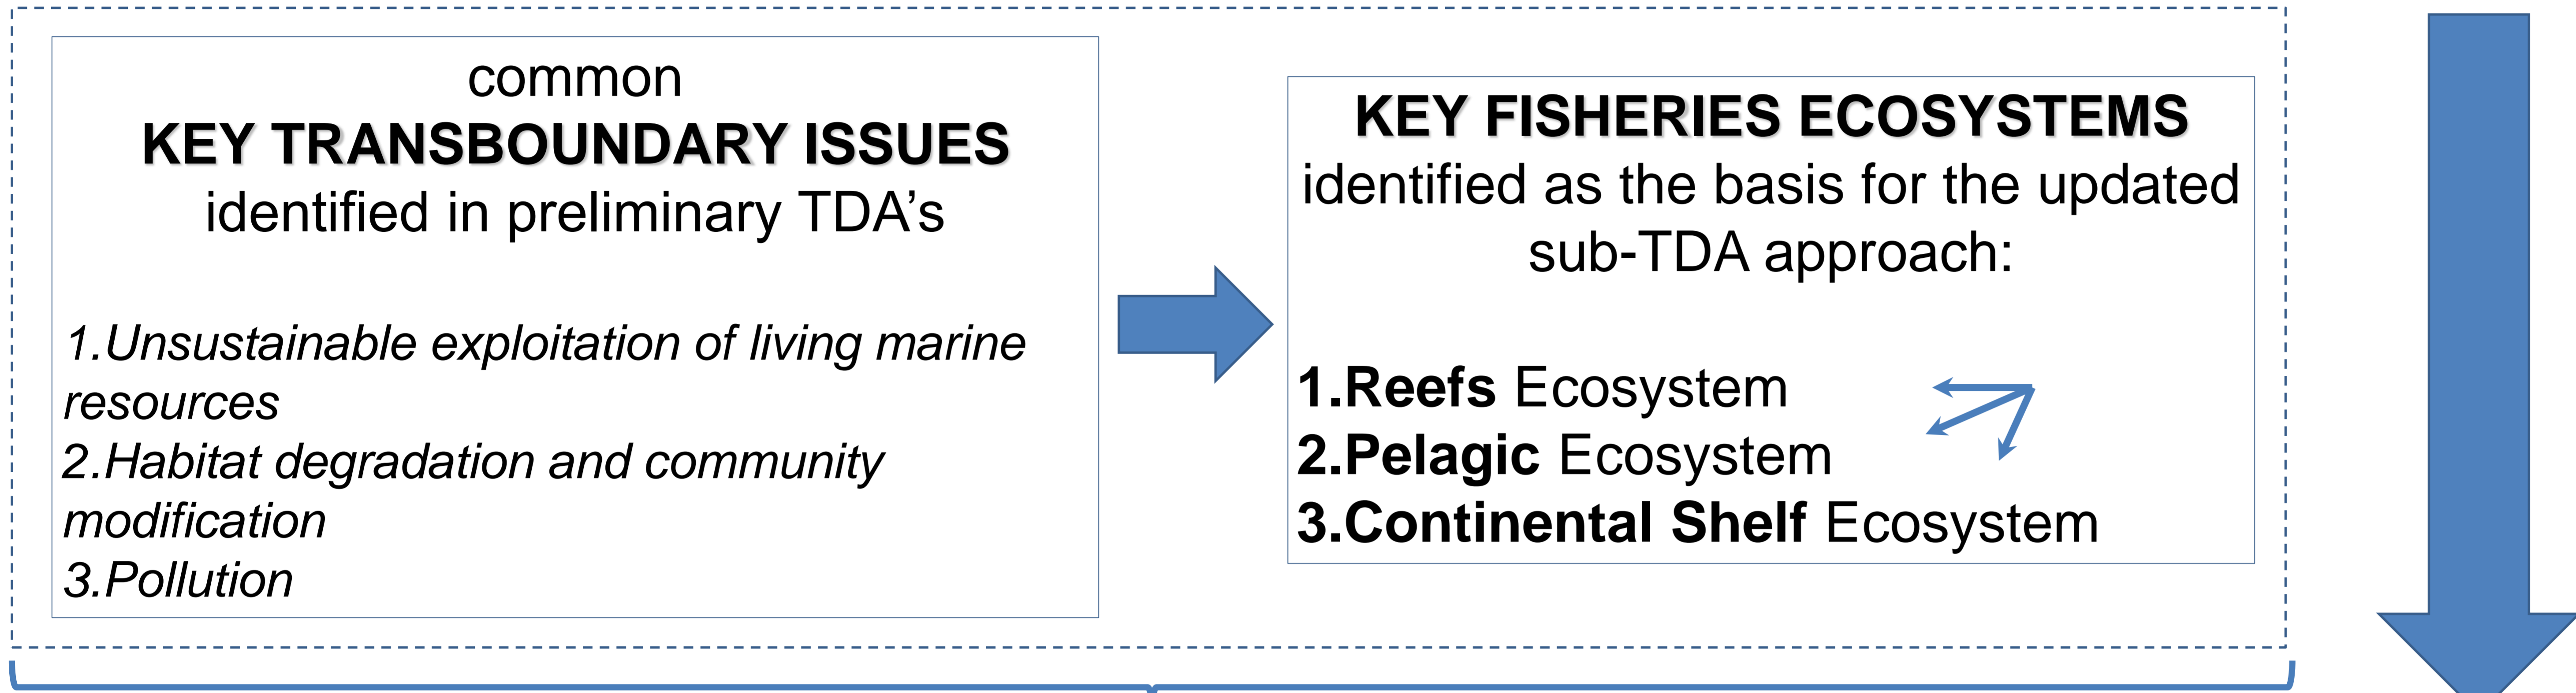 common
KEY TRANSBOUNDARY ISSUES
identified in preliminary TDA’s
1.Unsustainable exploitation of living marine
resources
2.Habitat degradation and community
modification
3.Pollution
KEY FISHERIES ECOSYSTEMS
identified as the basis for the updated
sub-TDA approach:
1.Reefs Ecosystem
2.Pelagic Ecosystem
3.Continental Shelf Ecosystem